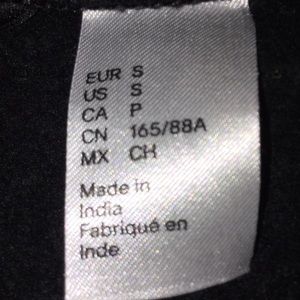 EUR S
US S
CA P
CN 165/88A
MX CH
Made in
India
Fabriqué en
Inde